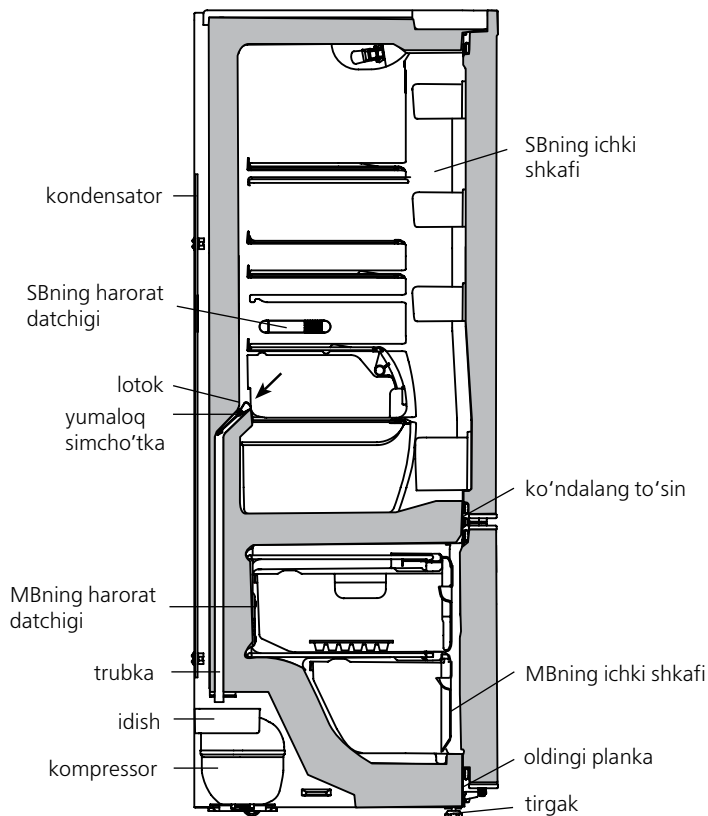 SBning ichki
shkafi
kondensator
SBning harorat
datchigi
lotok
yumaloq
simcho‘tka
ko‘ndalang to‘sin
MBning harorat
datchigi
trubka
MBning ichki shkafi
idish
oldingi planka
kompressor
tirgak